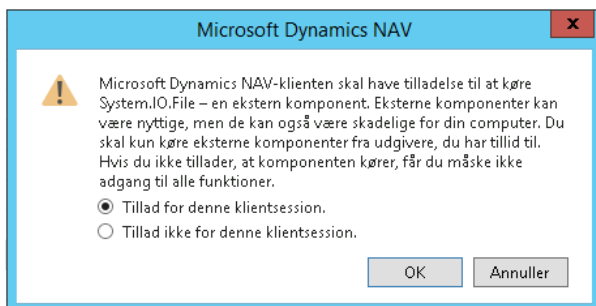 Microsoft Dynamics NAV
x
Microsoft Dynamics NAV-klienten skal have tilladelse til at køre
System.IO.File – en ekstern komponent. Eksterne komponenter kan
være nyttige, men de kan også være skadelige for din computer. Du
skal kun køre eksterne komponenter fra udgivere, du har tillid til.
Hvis du ikke tillader, at komponenten kører, får du måske ikke
adgang til alle funktioner.
Tillad for denne klientsession.
Tillad ikke for denne klientsession.
OK Annuller